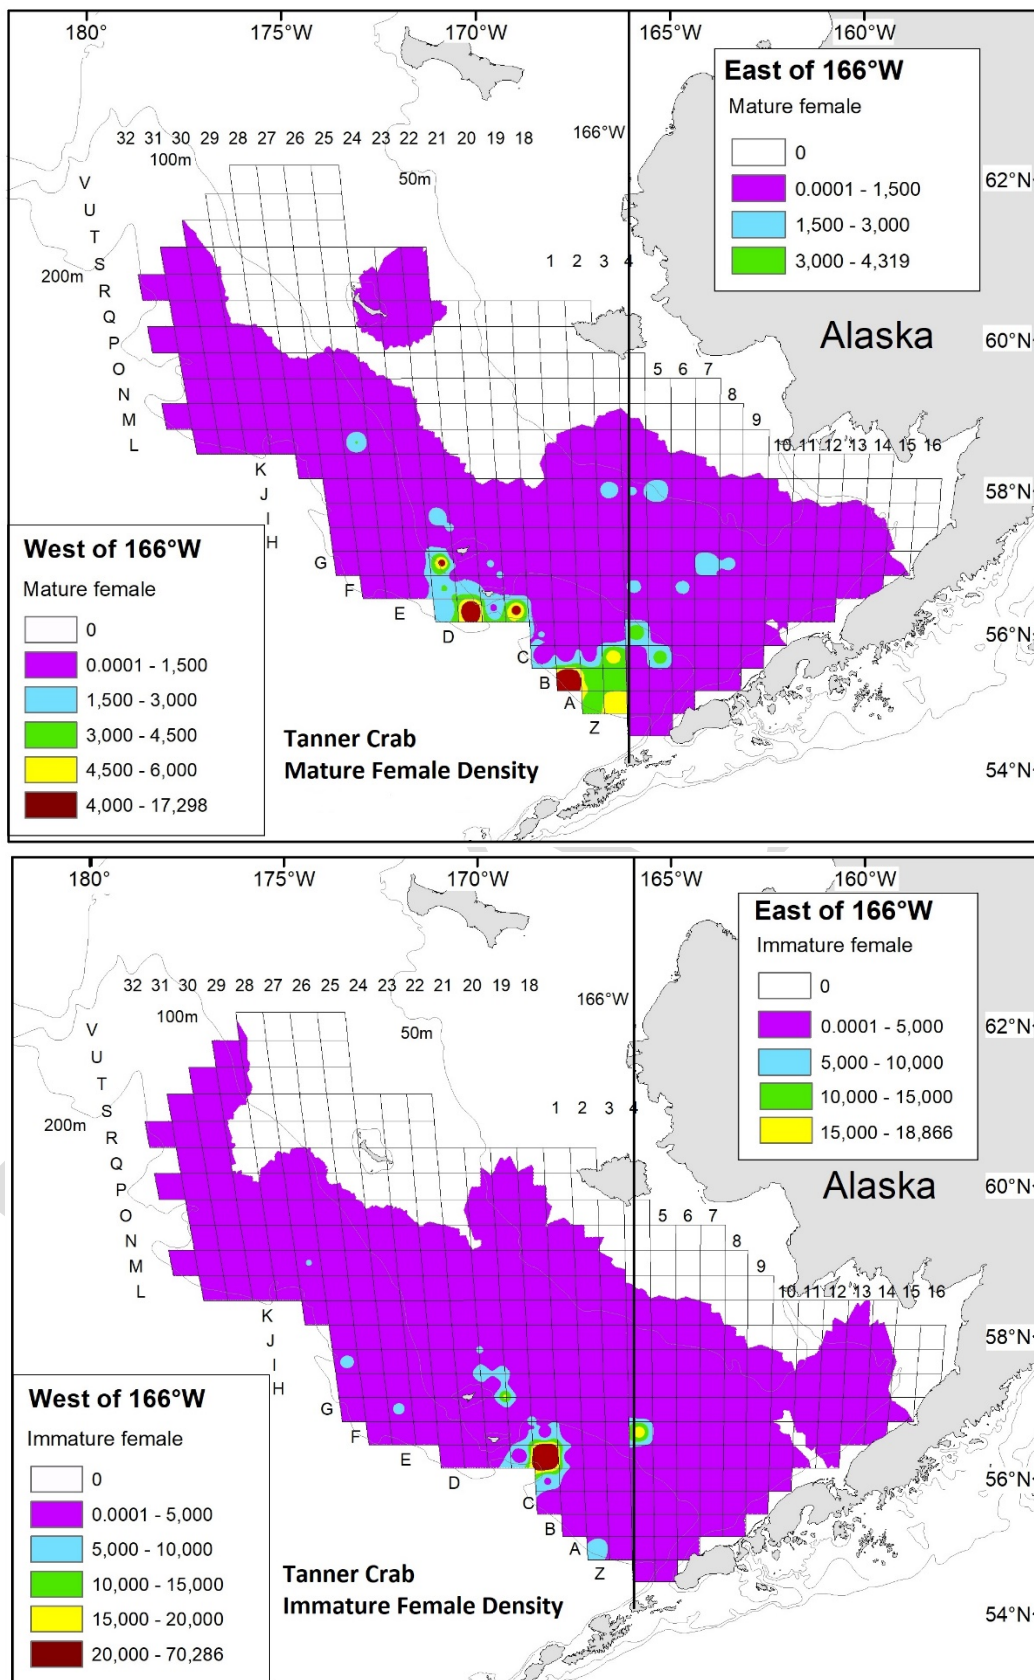 180° 175°W 170°W 165°W 160°W
East of 166°W
Mature female
0
0.0001 - 1,500
1,500 - 3,000
3,000 - 4,319
166°W
32 31 30 29 28 27 26 25 24 23 22 21 20 19 18
100m
50m
62°N
V
U
T
S
R
Q
P
O
N
M
L
200m
1 2 3 4
Alaska
60°N
5 6 7
8
9
10 11 12 13 14 15 16
58°N
K
J
I
H
G
F
E
D
C
B
A
Z
56°N
54°N
West of 166°W
Mature female
0
0.0001 - 1,500
1,500 - 3,000
3,000 - 4,500
4,500 - 6,000
4,000 - 17,298
Tanner Crab
Mature Female Density
180° 175°W 170°W 165°W 160°W
East of 166°W
Immature female
0
0.0001 - 5,000
5,000 - 10,000
10,000 - 15,000
15,000 - 18,866
166°W
32 31 30 29 28 27 26 25 24 23 22 21 20 19 18
100m
50m
62°N
V
U
T
S
R
Q
P
O
N
M
L
200m
1 2 3 4
Alaska
60°N
5 6 7
8
9
10 11 12 13 14 15 16
58°N
K
J
I
H
G
F
E
D
C
B
A
Z
56°N
54°N
West of 166°W
Immature female
0
0.0001 - 5,000
5,000 - 10,000
10,000 - 15,000
15,000 - 20,000
20,000 - 70,286
Tanner Crab
Immature Female Density